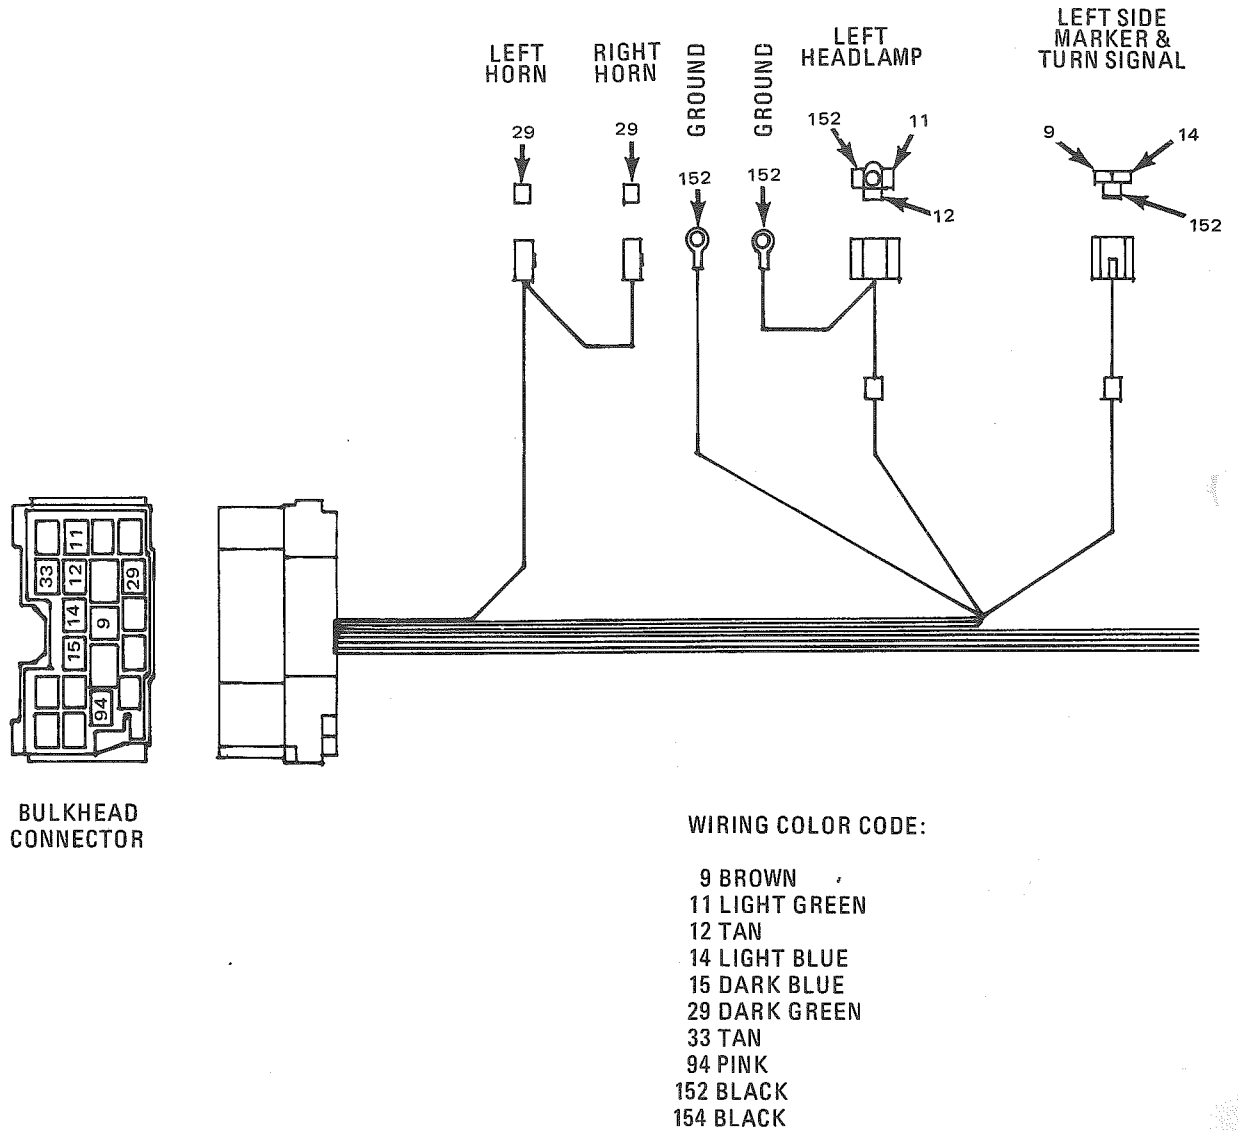 LEFT
HORN
RIGHT
HORN
GROUND
GROUND
LEFT
HEADLAMP
LEFT SIDE
MARKER &
TURN SIGNAL
29
29
152
152
152
11
12
9
14
152
11
33
12
29
14
9
15
94
BULKHEAD
CONNECTOR
WIRING COLOR CODE:
9 BROWN
11 LIGHT GREEN
12 TAN
14 LIGHT BLUE
15 DARK BLUE
29 DARK GREEN
33 TAN
94 PINK
152 BLACK
154 BLACK